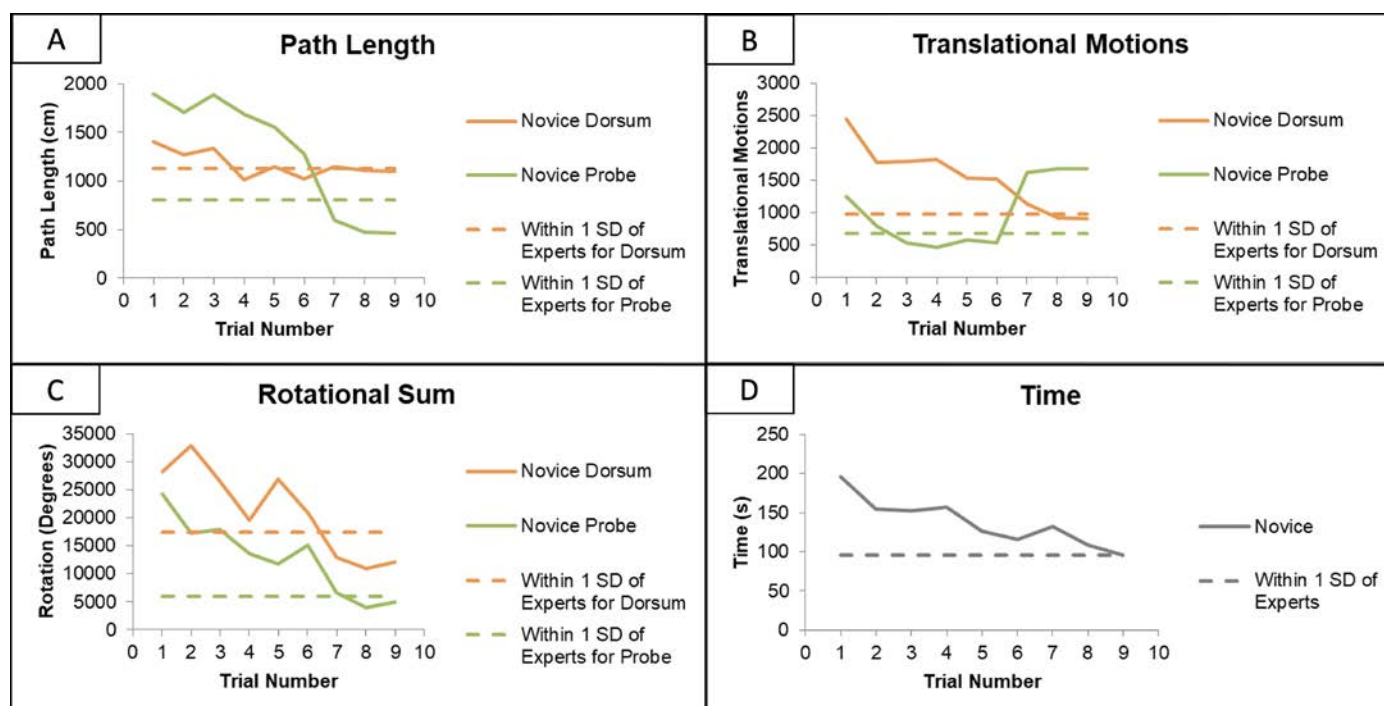 A
Path Length
Path Length (cm)
2000
1500
1000
500
0
0 1 2 3 4 5 6 7 8 9 10
Trial Number
Novice Dorsum
Novice Probe
Within 1 SD of
Experts for Dorsum
Within 1 SD of
Experts for Probe
B
Translational Motions
Translational Motions
3000
2500
2000
1500
1000
500
0
0 1 2 3 4 5 6 7 8 9 10
Trial Number
Novice Dorsum
Novice Probe
Within 1 SD of
Experts for Dorsum
Within 1 SD of
Experts for Probe
C
Rotational Sum
Rotation (Degrees)
35000
30000
25000
20000
15000
10000
5000
0
0 1 2 3 4 5 6 7 8 9 10
Trial Number
Novice Dorsum
Novice Probe
Within 1 SD of
Experts for Dorsum
Within 1 SD of
Experts for Probe
D
Time
Time (s)
250
200
150
100
50
0
0 1 2 3 4 5 6 7 8 9 10
Trial Number
Novice
Within 1 SD of
Experts